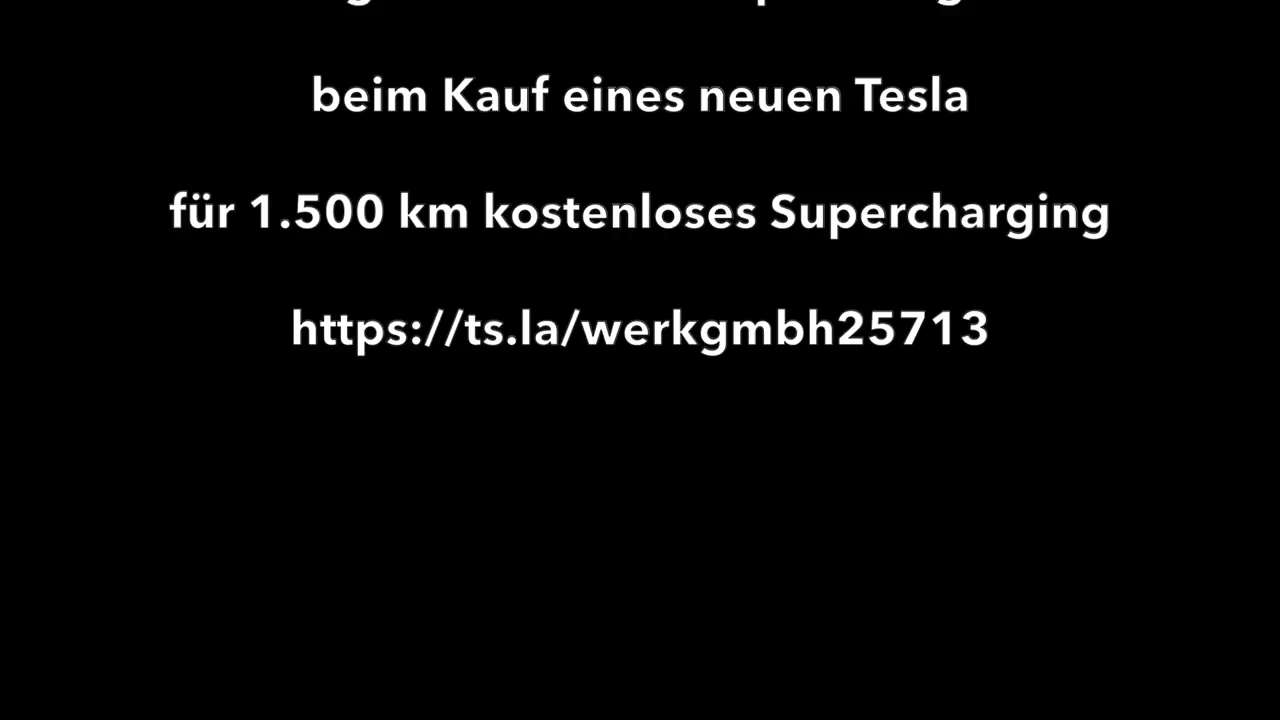 beim Kauf eines neuen Tesla
für 1.500 km kostenloses Supercharging
https://ts.la/werkgmbh25713